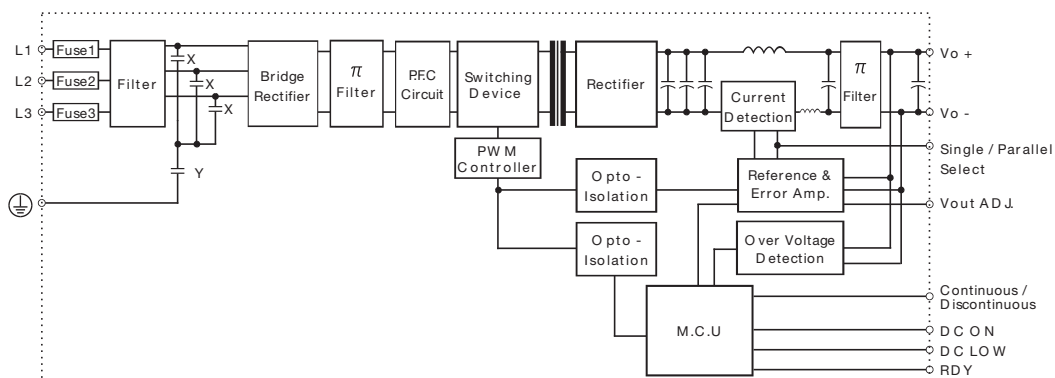 L1
Fuse1
L2
Fuse2
L3
Fuse3
Filter
X
X
X
Y
Bridge
Rectifier
π
Filter
P.F.C
Circuit
Switching
Device
Rectifier
Current
Detection
π
Filter
Vo +
Vo -
PWM
Controller
Opto -
Isolation
Reference &
Error Amp.
Single / Parallel
Select
Vout ADJ.
Opto -
Isolation
Over Voltage
Detection
M.C.U
Continuous /
Discontinuous
DC ON
DC LOW
RDY